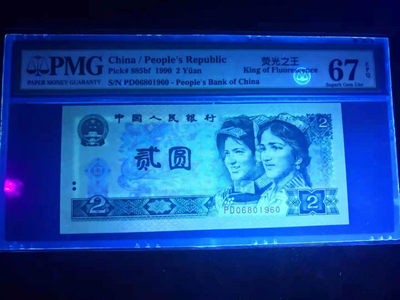 PMG
PAPER MONEY GUARANTY
China / People's Republic
Pick# 885bf 1990 2 Yüan
S/N PD06801960 - People's Bank of China
荧光之王
King of Fluorescence
67 EPQ
Superb Gem Unc
中国人民银行
2
贰圆
2
PD06801960
2